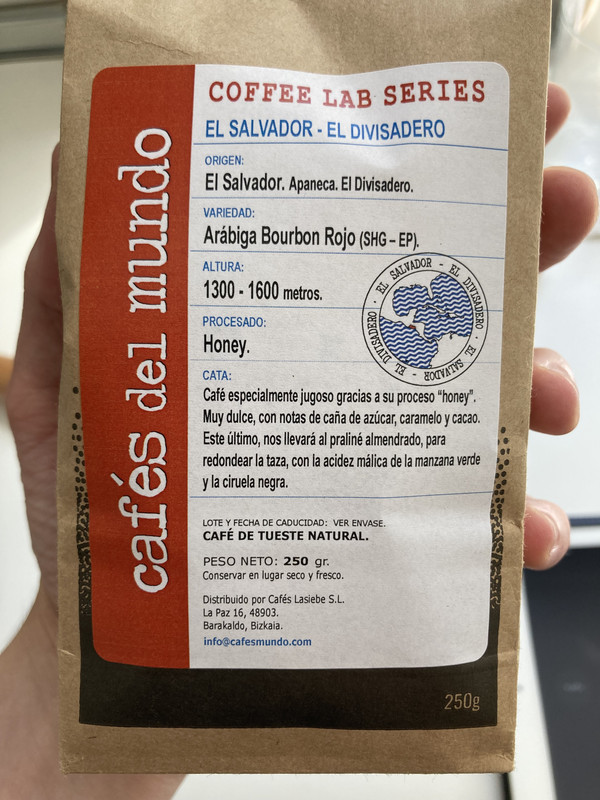 cafés del mundo
COFFEE LAB SERIES
EL SALVADOR - EL DIVISADERO
ORIGEN:
El Salvador. Apaneca. El Divisadero.
VARIEDAD:
Arábiga Bourbon Rojo (SHG – EP).
ALTURA:
1300 - 1600 metros.
PROCESADO:
Honey.
EL SALVADOR · EL DIVISADERO · EL SALVADOR · EL DIVISADERO ·
CATA:
Café especialmente jugoso gracias a su proceso “honey”.
Muy dulce, con notas de caña de azúcar, caramelo y cacao.
Este último, nos llevará al praliné almendrado, para
redondear la taza, con la acidez málica de la manzana verde
y la ciruela negra.
LOTE Y FECHA DE CADUCIDAD: VER ENVASE.
CAFÉ DE TUESTE NATURAL.
PESO NETO: 250 gr.
Conservar en lugar seco y fresco.
Distribuido por Cafés Lasiebe S.L.
La Paz 16, 48903.
Barakaldo, Bizkaia.
info@cafesmundo.com
250g